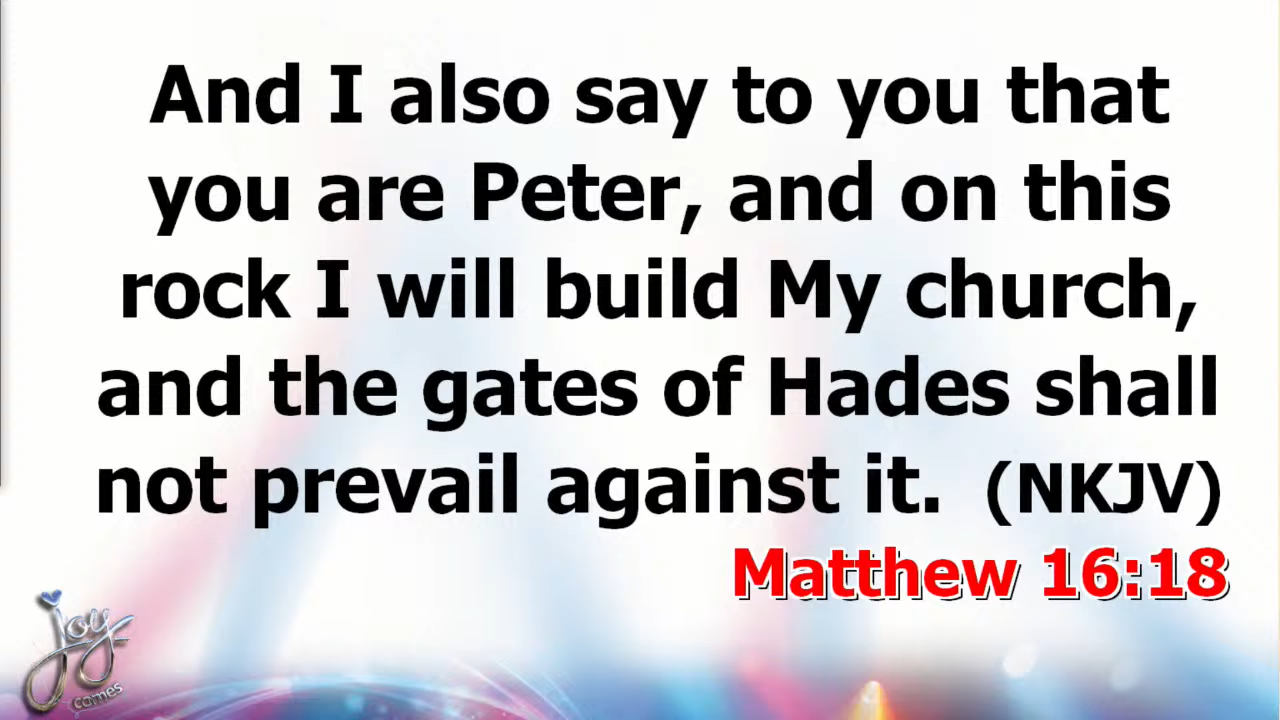 And I also say to you that
you are Peter, and on this
rock I will build My church,
and the gates of Hades shall
not prevail against it. (NKJV)
Matthew 16:18
joy
comes